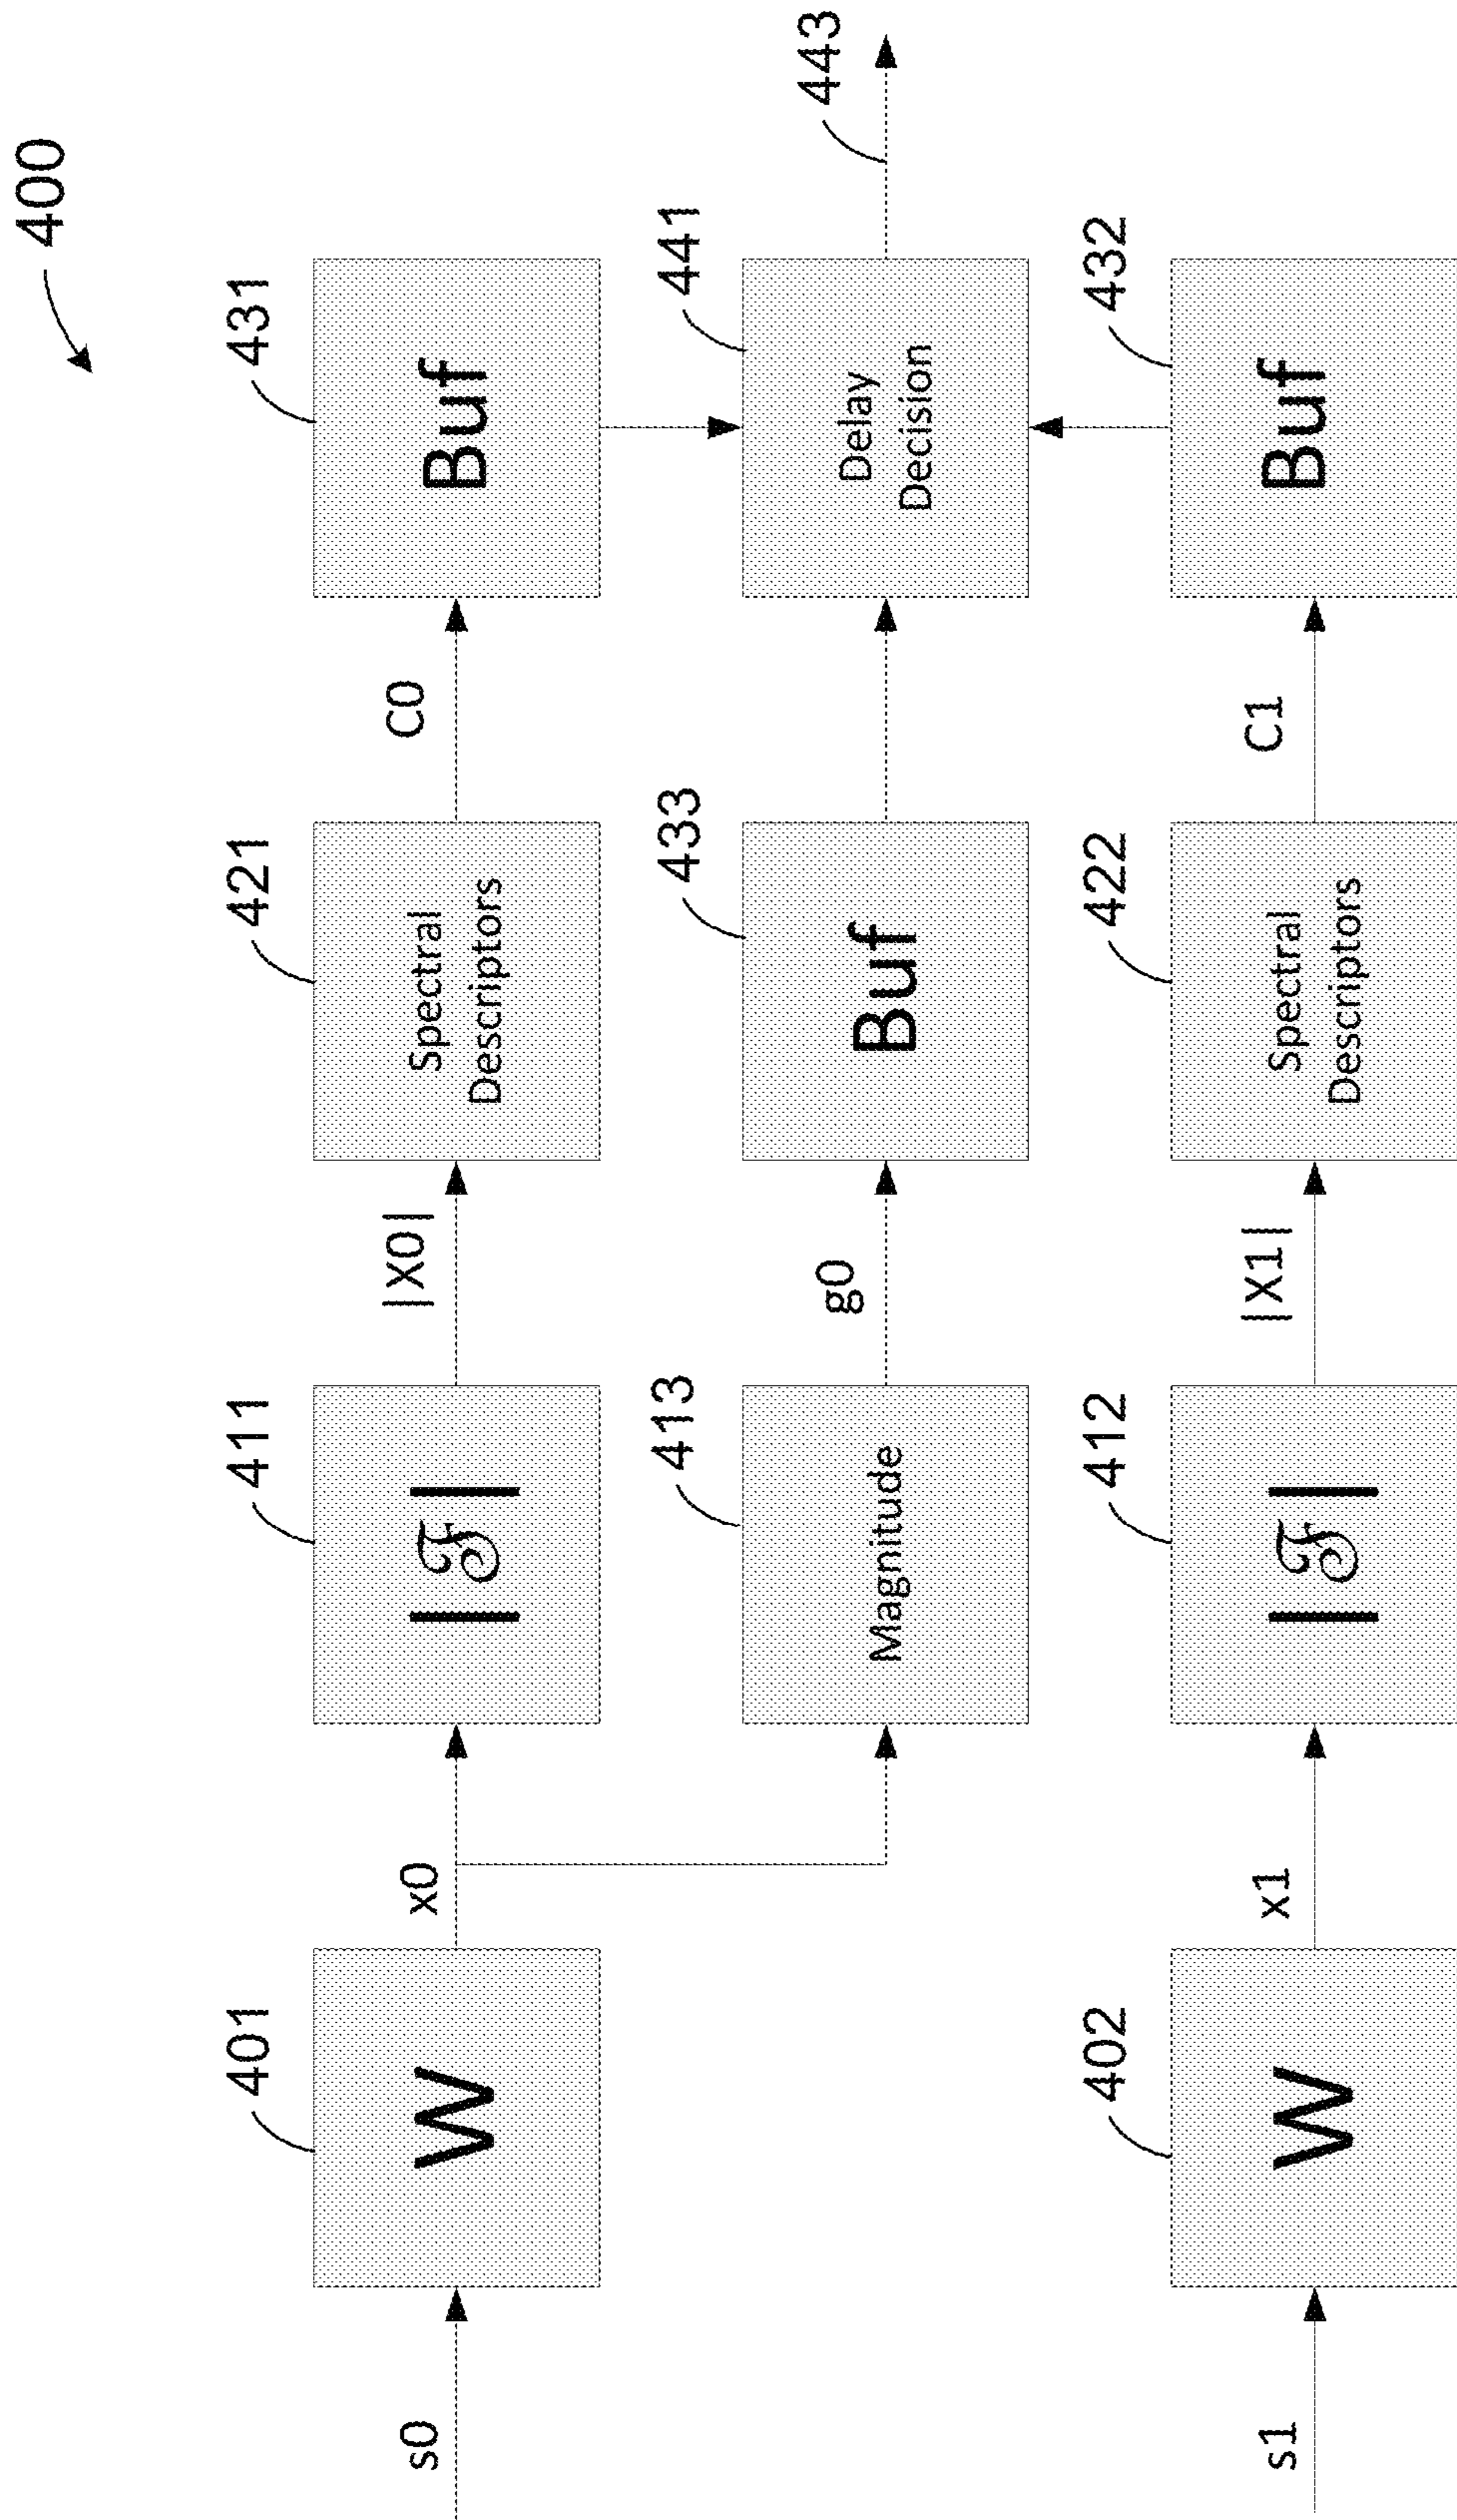 400
401
411
421
431
s0
W
x0
|ℱ|
|X0|
Spectral
Descriptors
C0
Buf
413
433
441
443
Magnitude
g0
Buf
Delay
Decision
402
412
422
432
s1
W
x1
|ℱ|
|X1|
Spectral
Descriptors
C1
Buf